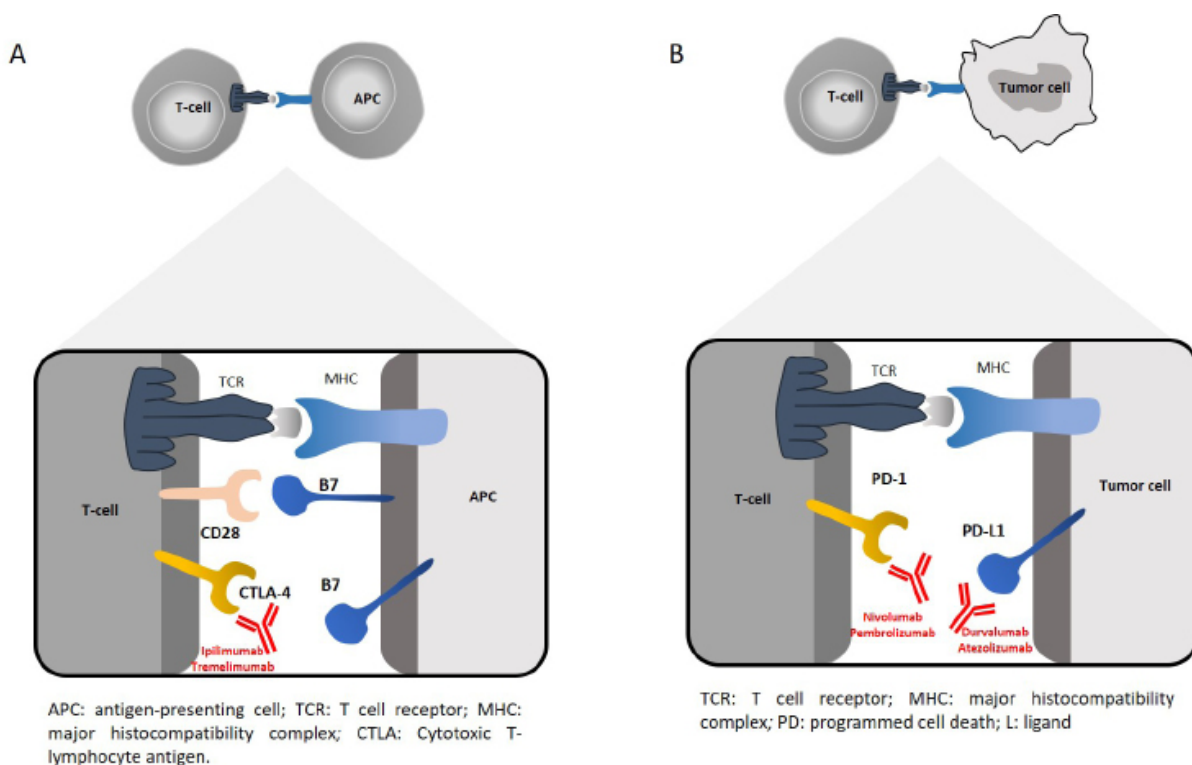 A
T-cell
APC
TCR
MHC
B7
T-cell
APC
CD28
B7
CTLA-4
Ipilimumab
Tremelimumab
APC: antigen-presenting cell; TCR: T cell receptor; MHC:
major histocompatibility complex; CTLA: Cytotoxic T-
lymphocyte antigen.
B
T-cell
Tumor cell
TCR
MHC
PD-1
T-cell
Tumor cell
PD-L1
Nivolumab
Pembrolizumab
Durvalumab
Atezolizumab
TCR: T cell receptor; MHC: major histocompatibility
complex; PD: programmed cell death; L: ligand